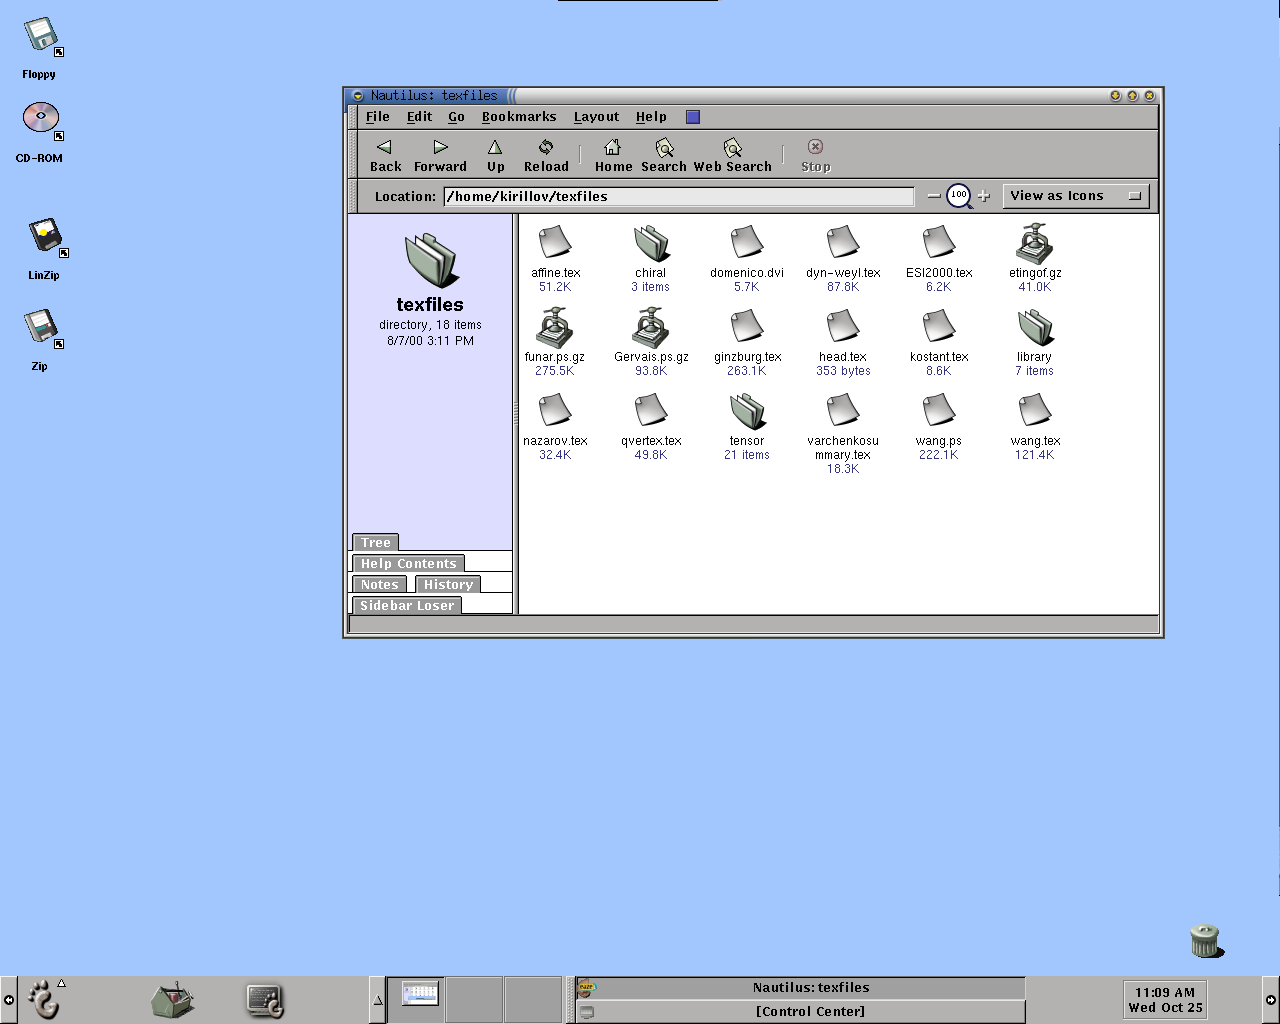 Floppy
CD-ROM
LinZip
Zip
Nautilus: texfiles
File Edit Go Bookmarks Layout Help
Back Forward Up Reload Home Search Web Search Stop
Location: /home/kirillov/texfiles 100 View as Icons
texfiles
directory, 18 items
8/7/00 3:11 PM
affine.tex chiral domenico.dvi dyn-weyl.tex ESI2000.tex etingof.gz
51.2K 3 items 5.7K 87.8K 6.2K 41.0K
funar.ps.gz Gervais.ps.gz ginzburg.tex head.tex kostant.tex library
275.5K 93.8K 263.1K 353 bytes 8.6K 7 items
nazarov.tex qvertex.tex tensor varchenkosu wang.ps wang.tex
32.4K 49.8K 21 items mmary.tex 222.1K 121.4K
18.3K
Tree
Help Contents
Notes History
Sidebar Loser
Nautilus: texfiles
[Control Center]
11:09 AM
Wed Oct 25